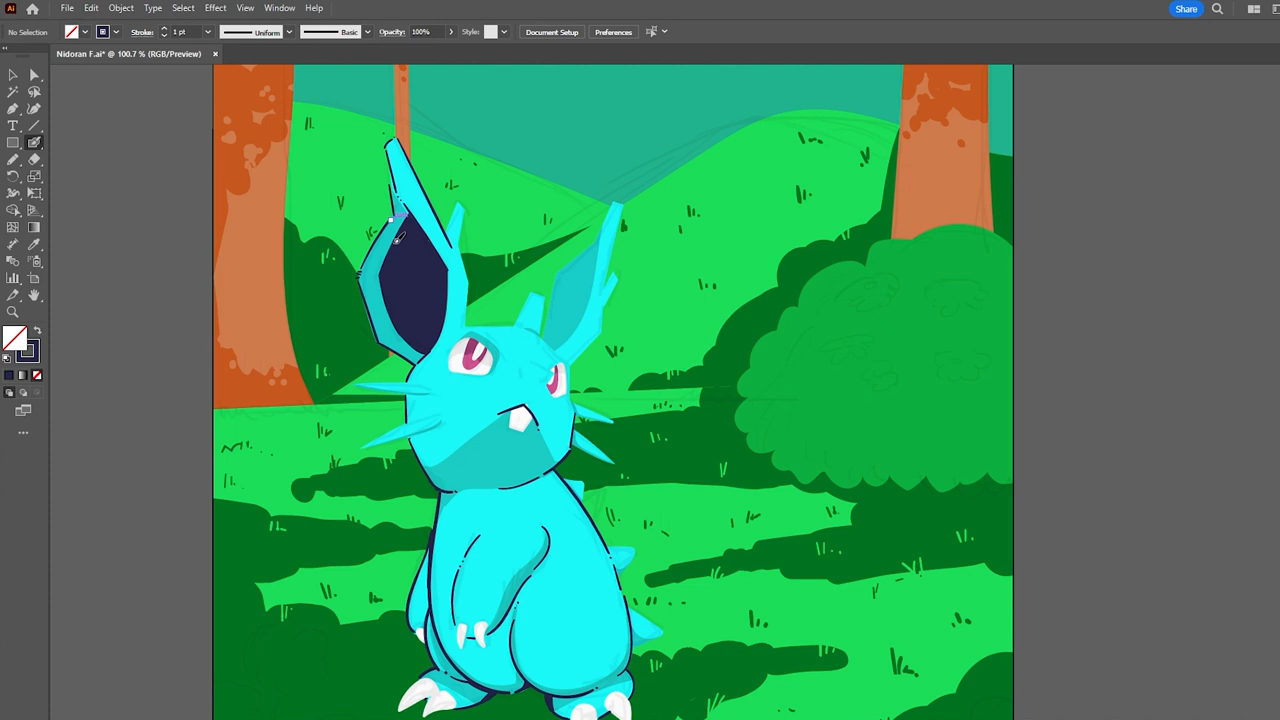 Ai File Edit Object Type Select Effect View Window Help Share
No Selection Stroke: 1 pt Uniform Basic Opacity: 100% Style: Document Setup Preferences
Nidoran F.ai* @ 100.7 % (RGB/Preview) ×